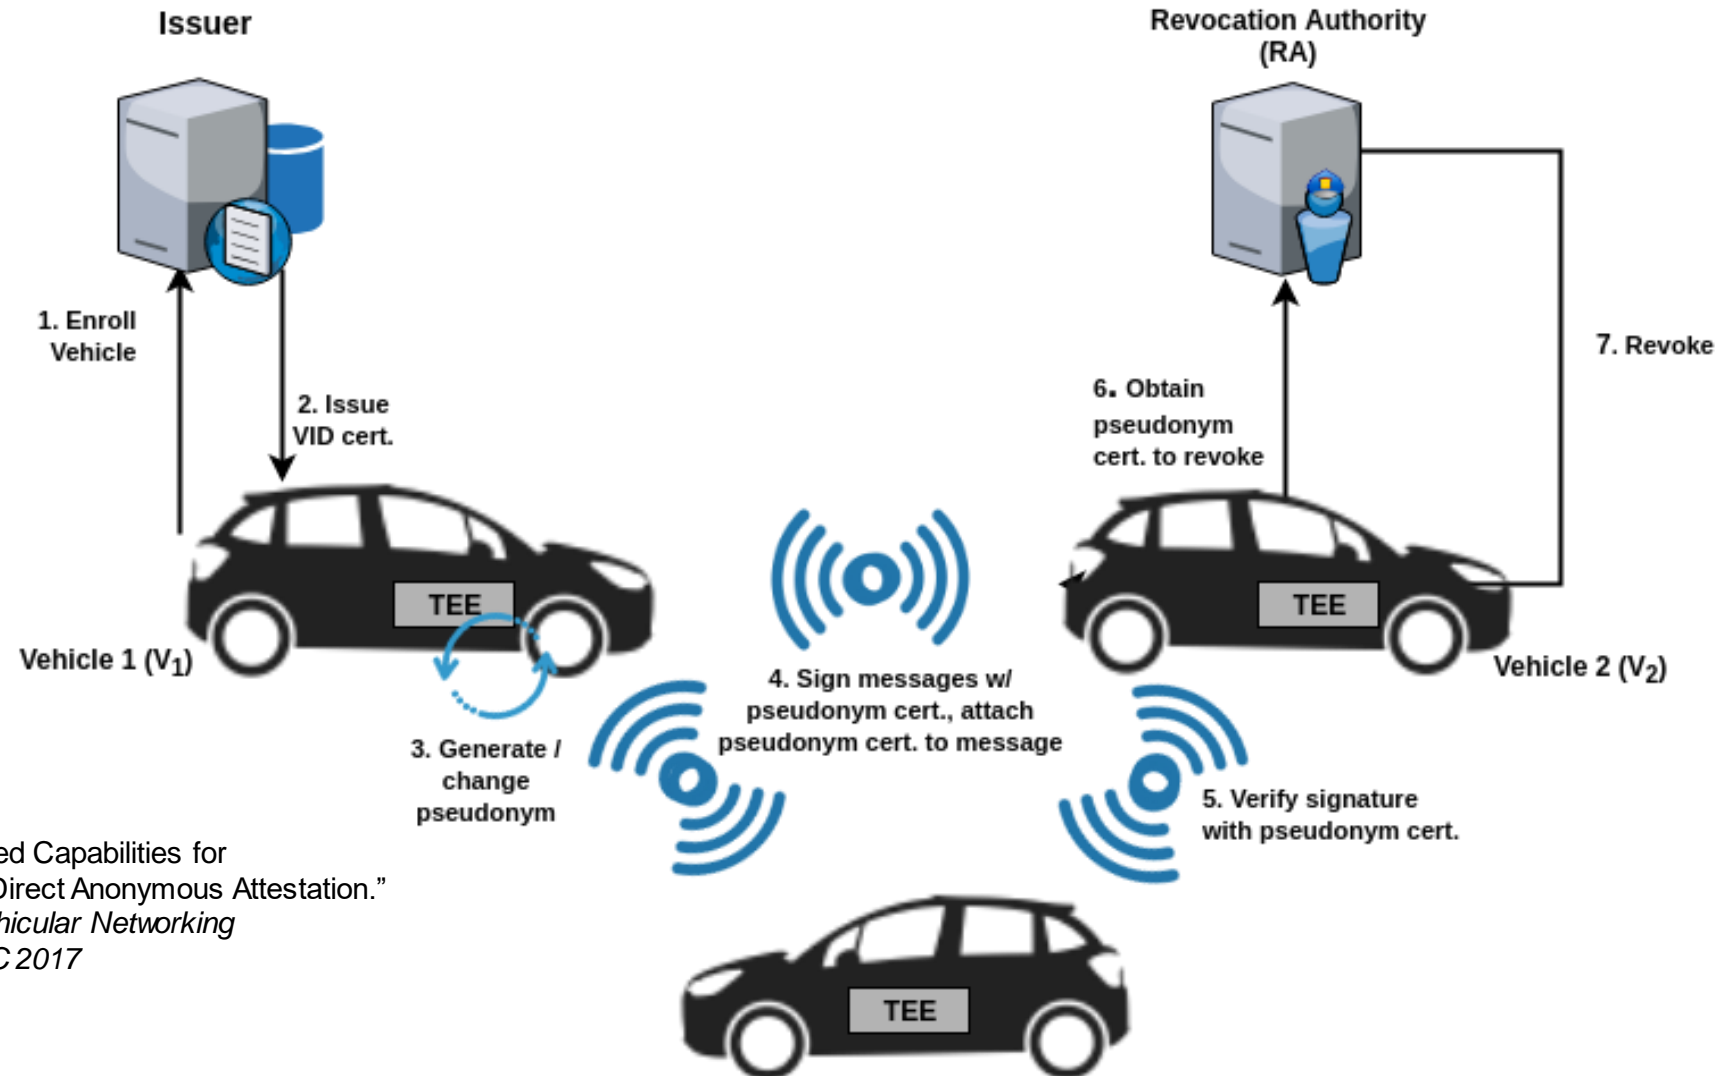 Issuer
Revocation Authority
(RA)
1. Enroll
Vehicle
2. Issue
VID cert.
6. Obtain
pseudonym
cert. to revoke
7. Revoke
TEE
TEE
Vehicle 1 (V1)
Vehicle 2 (V2)
3. Generate /
change
pseudonym
4. Sign messages w/
pseudonym cert., attach
pseudonym cert. to message
5. Verify signature
with pseudonym cert.
ed Capabilities for
Direct Anonymous Attestation.”
hicular Networking
C 2017
TEE